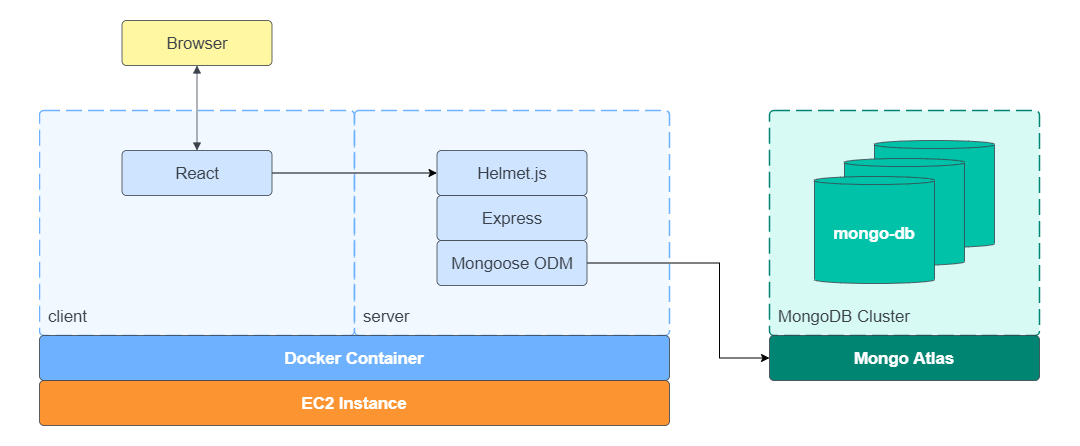 Browser
React
Helmet.js
Express
Mongoose ODM
mongo-db
client
server
MongoDB Cluster
Docker Container
Mongo Atlas
EC2 Instance